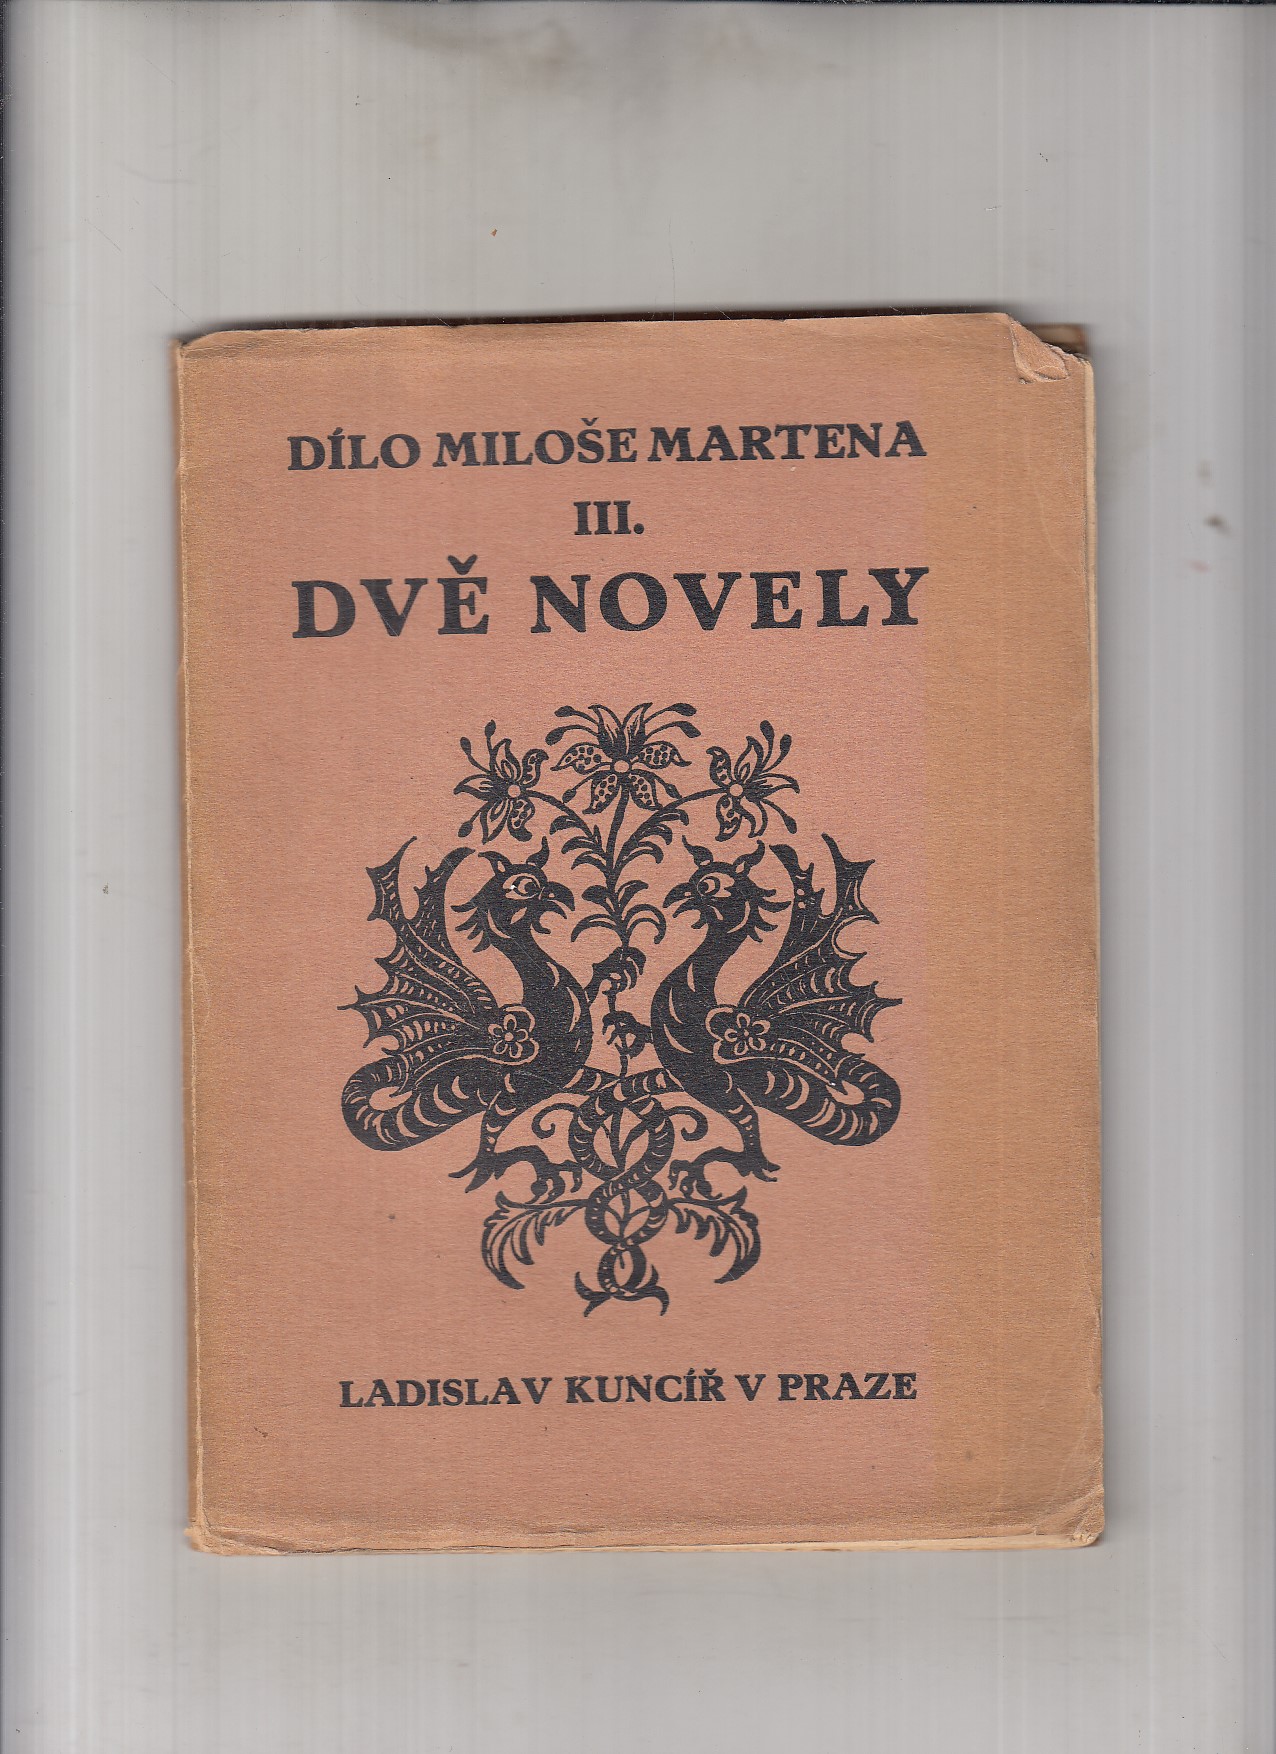 DÍLO MILOŠE MARTENA
III.
DVĚ NOVELY
LADISLAV KUNCÍŘ V PRAZE